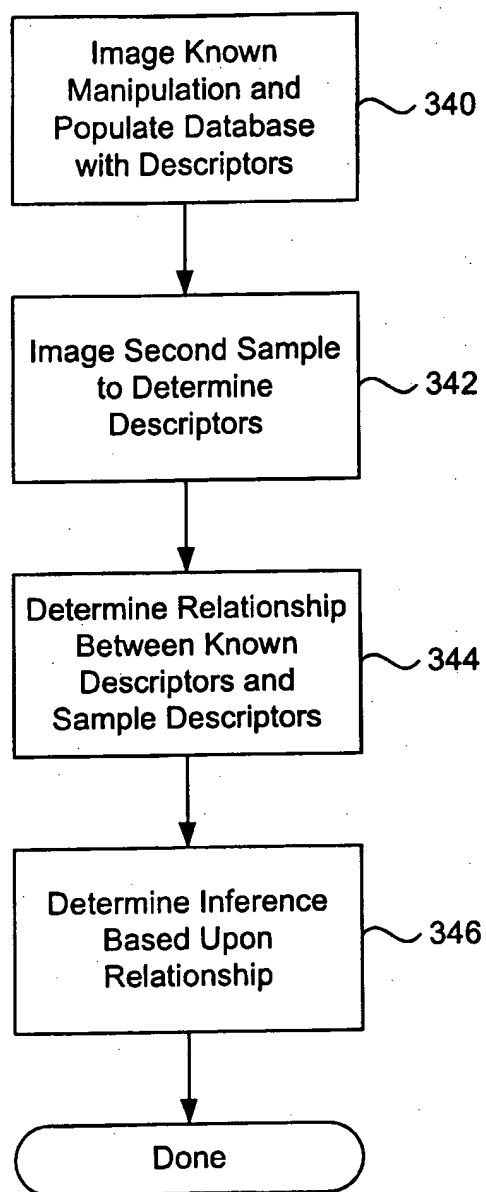 Image Known
Manipulation and
Populate Database
with Descriptors
340
Image Second Sample
to Determine
Descriptors
342
Determine Relationship
Between Known
Descriptors and
Sample Descriptors
344
Determine Inference
Based Upon
Relationship
346
Done